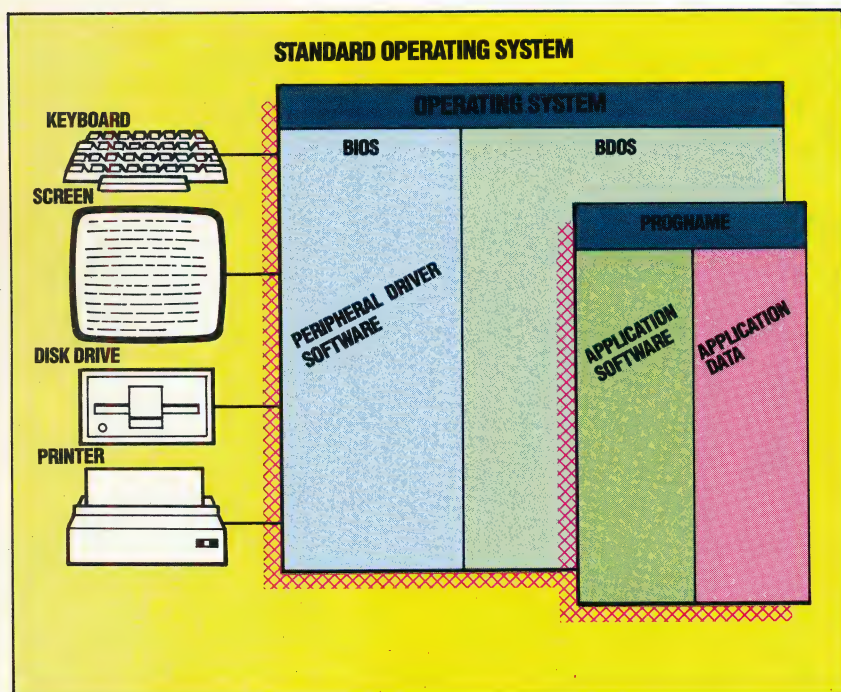 STANDARD OPERATING SYSTEM
OPERATING SYSTEM
KEYBOARD
BIOS
BDOS
SCREEN
PROGNAME
PERIPHERAL DRIVER
SOFTWARE
APPLICATION
SOFTWARE
APPLICATION
DATA
DISK DRIVE
PRINTER